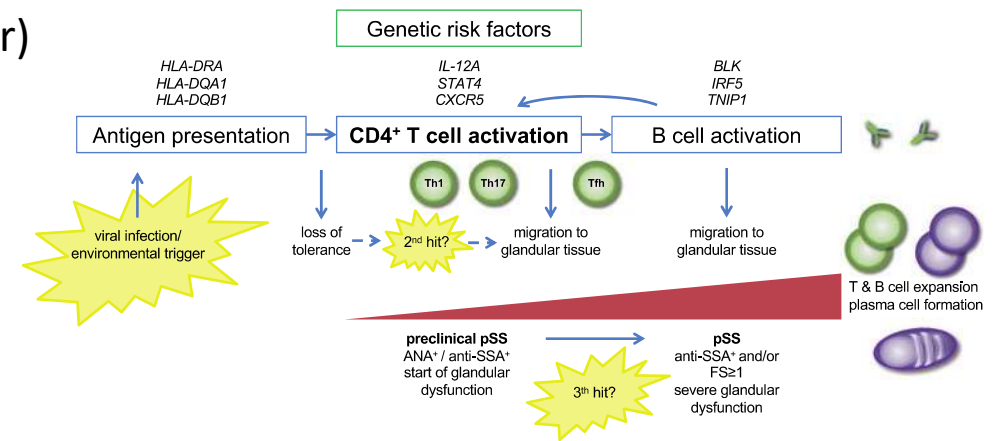 r)
Genetic risk factors
HLA-DRA
HLA-DQA1
HLA-DQB1
IL-12A
STAT4
CXCR5
BLK
IRF5
TNIP1
Antigen presentation
CD4⁺ T cell activation
B cell activation
Th1
Th17
Tfh
viral infection/
environmental trigger
loss of
tolerance
2nd hit?
migration to
glandular tissue
migration to
glandular tissue
T & B cell expansion
plasma cell formation
preclinical pSS
ANA⁺ / anti-SSA⁺
start of glandular
dysfunction
3th hit?
pSS
anti-SSA⁺ and/or
FS≥1
severe glandular
dysfunction